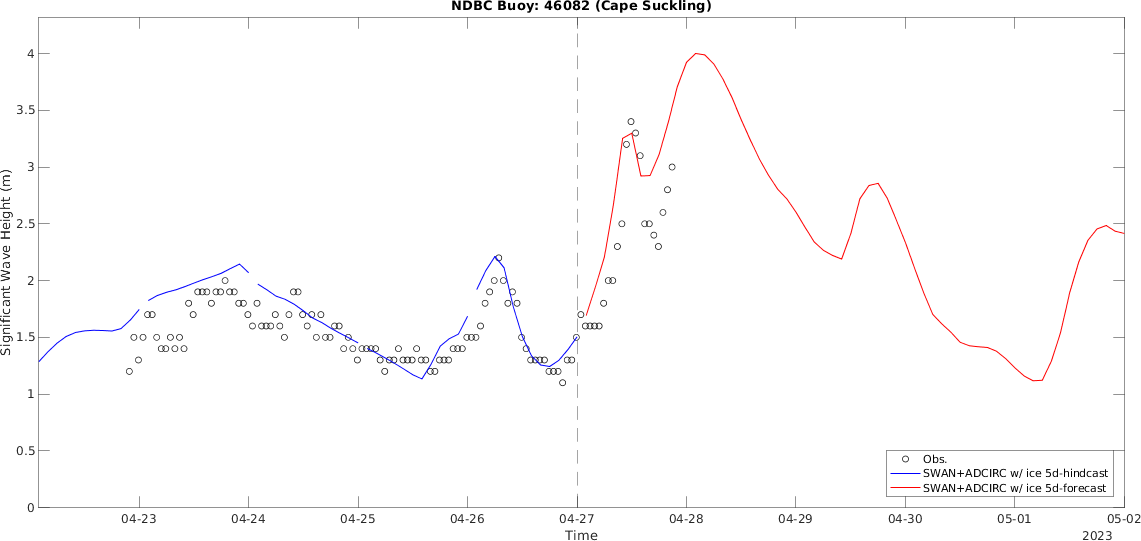 NDBC Buoy: 46082 (Cape Suckling)
Significant Wave Height (m)
4
3.5
3
2.5
2
1.5
1
0.5
0
Obs.
SWAN+ADCIRC w/ ice 5d-hindcast
SWAN+ADCIRC w/ ice 5d-forecast
04-23 04-24 04-25 04-26 04-27 04-28 04-29 04-30 05-01 05-02
Time
2023